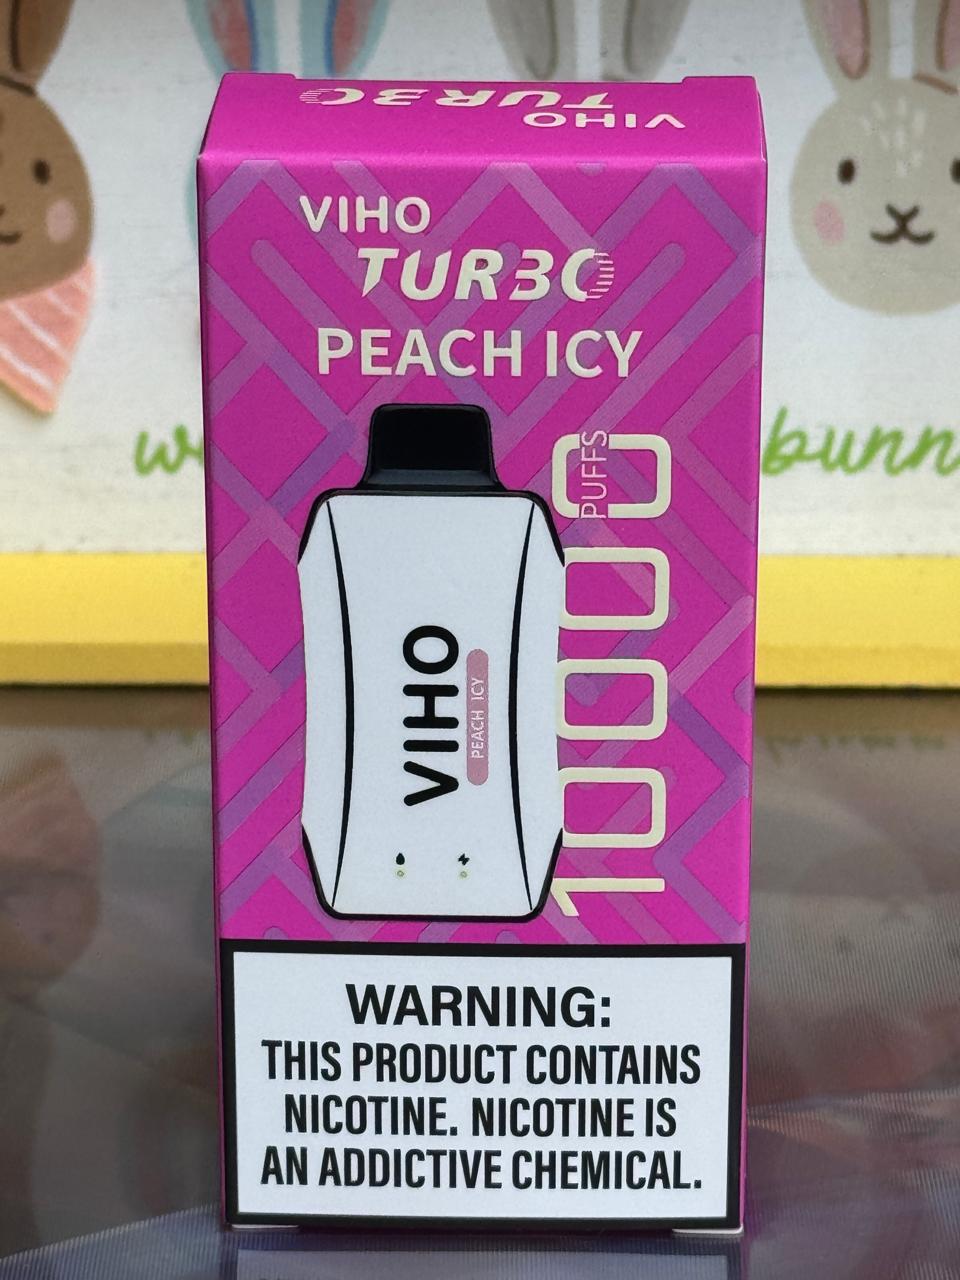 VIHO
TURBO
VIHO
TURBO
PEACH ICY
10000
PUFFS
VIHO
PEACH ICY
WARNING:
THIS PRODUCT CONTAINS
NICOTINE. NICOTINE IS
AN ADDICTIVE CHEMICAL.